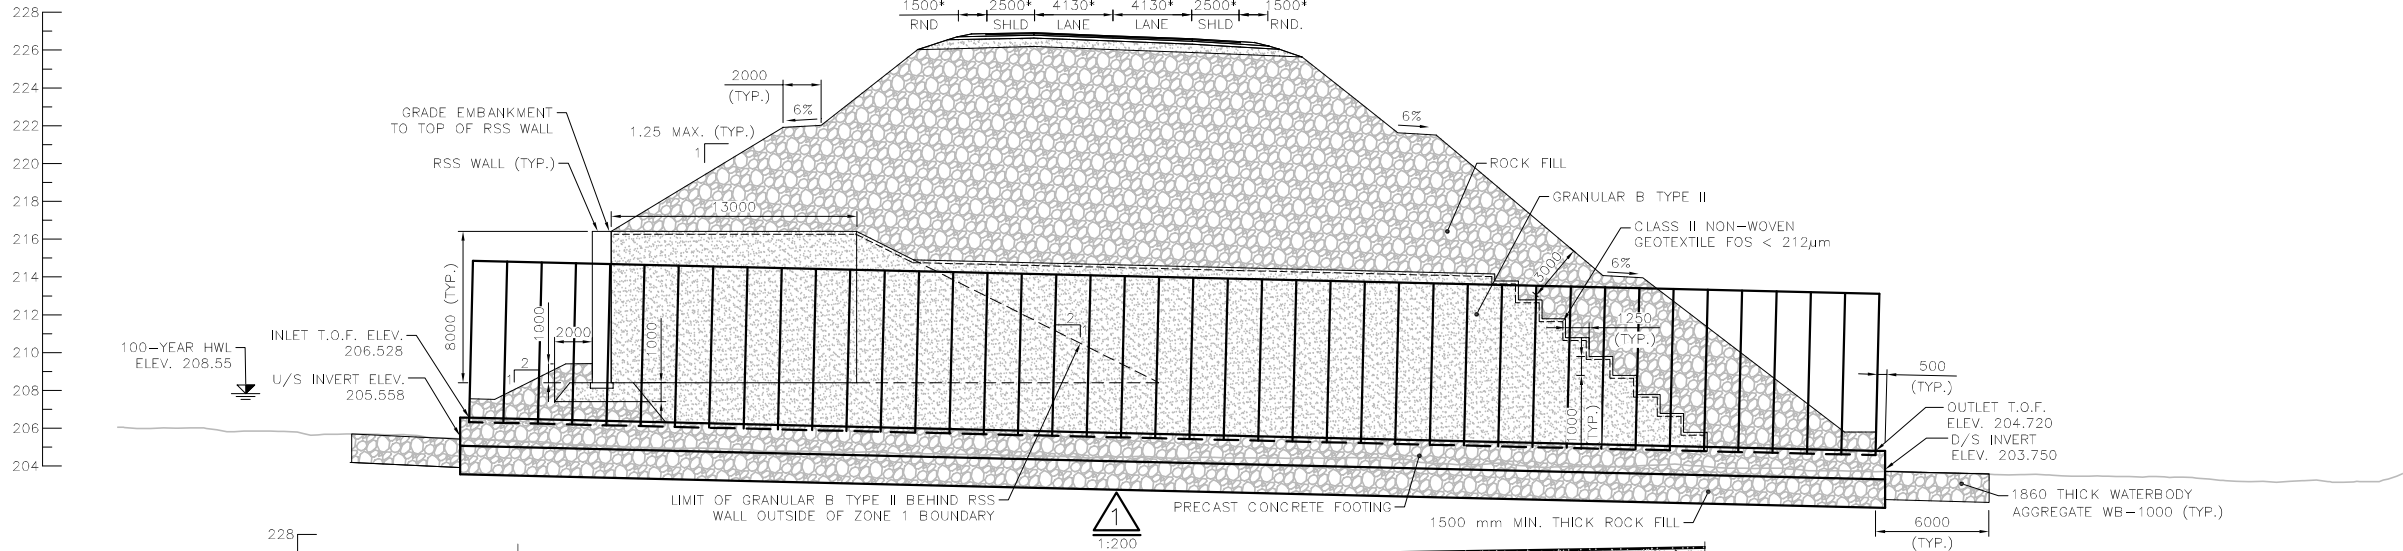 1500* 2500* 4130* 4130* 2500* 1500*
RND SHLD LANE LANE SHLD RND.
228
226
224
222
220
218
216
214
212
210
208
206
204
2000
(TYP.)
6%
6%
GRADE EMBANKMENT
TO TOP OF RSS WALL
1.25 MAX. (TYP.)
1
RSS WALL (TYP.)
ROCK FILL
GRANULAR B TYPE II
13000
CLASS II NON-WOVEN
GEOTEXTILE FOS < 212µm
3000
6%
8000 (TYP.)
1000
2000
1000
2
1
2
1250
(TYP.)
1000
(TYP.)
INLET T.O.F. ELEV.
206.528
100-YEAR HWL
ELEV. 208.55
U/S INVERT ELEV.
205.558
500
(TYP.)
OUTLET T.O.F.
ELEV. 204.720
D/S INVERT
ELEV. 203.750
LIMIT OF GRANULAR B TYPE II BEHIND RSS
WALL OUTSIDE OF ZONE 1 BOUNDARY
1
1:200
PRECAST CONCRETE FOOTING
1500 mm MIN. THICK ROCK FILL
1860 THICK WATERBODY
AGGREGATE WB-1000 (TYP.)
6000
(TYP.)
228